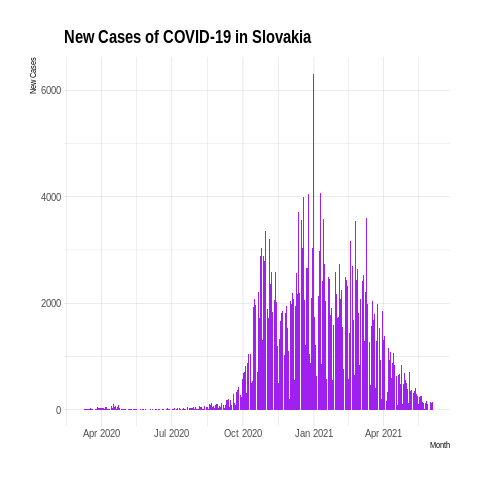 New Cases of COVID-19 in Slovakia
New Cases
6000
4000
2000
0
Apr 2020 Jul 2020 Oct 2020 Jan 2021 Apr 2021
Month